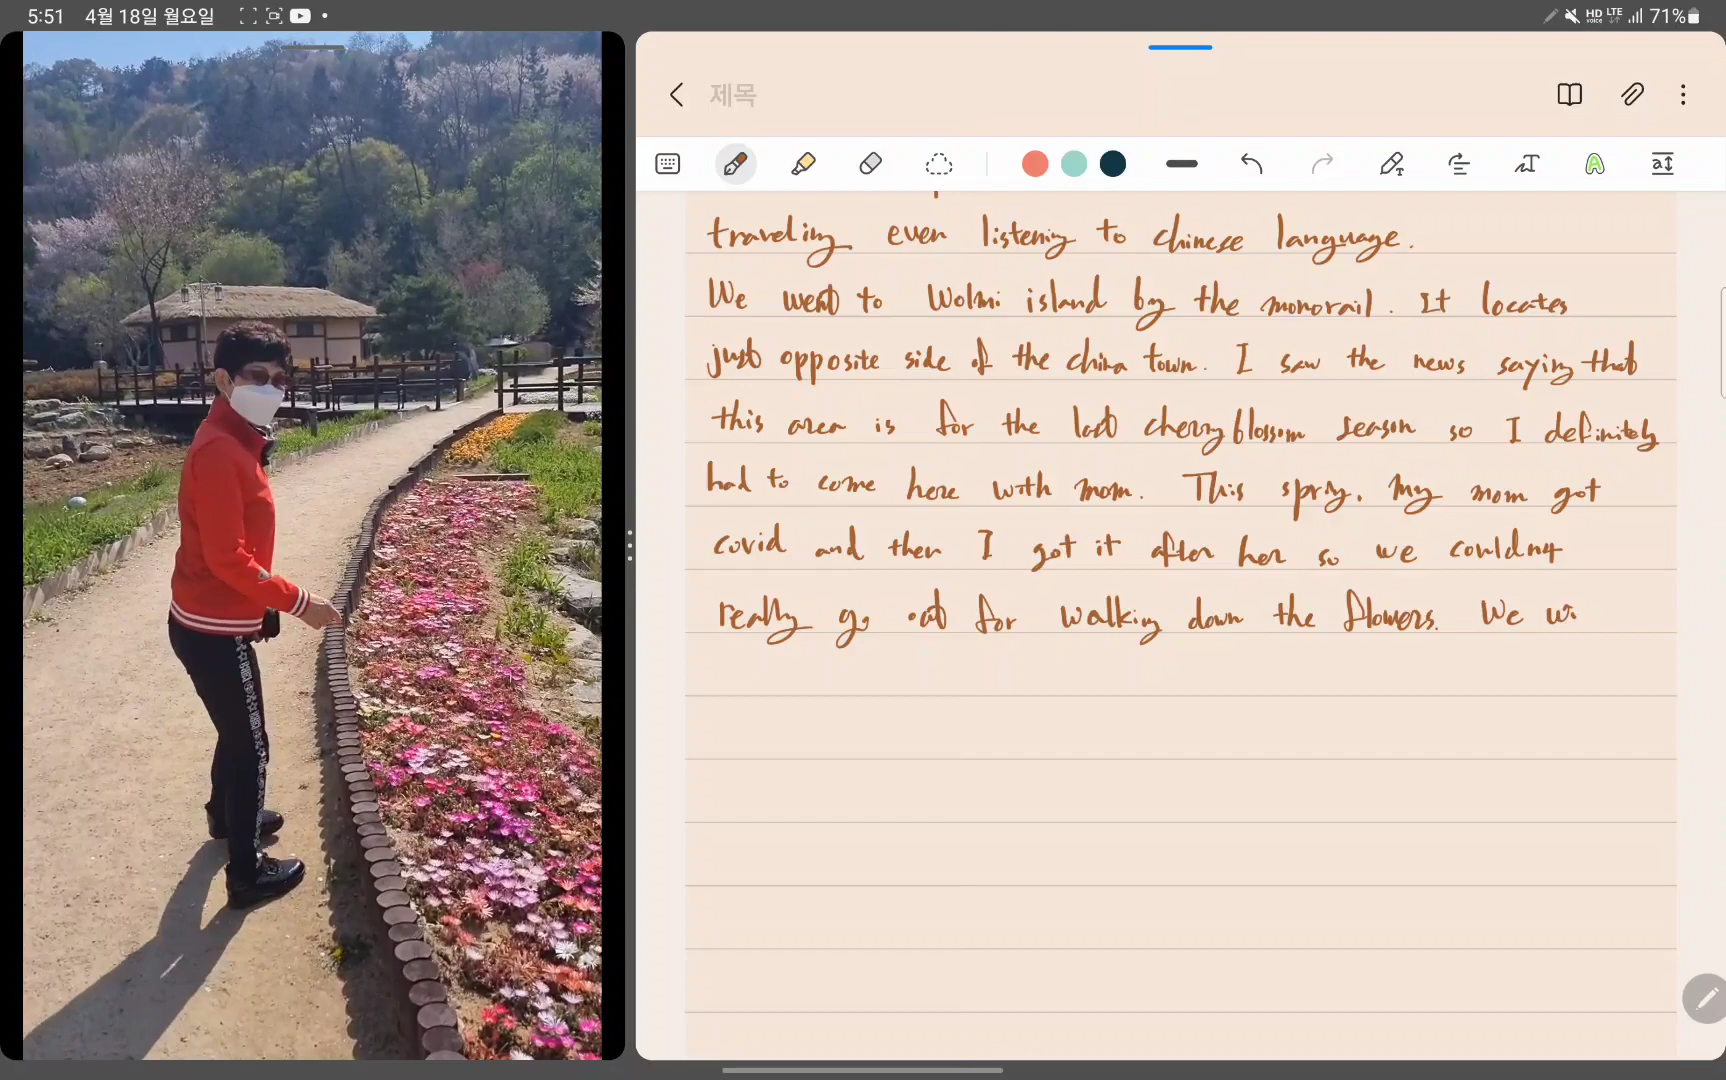 5:51 4월 18일 월요일
HD voice LTE 71%
제목
traveling even listening to chinese language.
We went to Wolmi island by the monorail. It locates
just opposite side of the china town. I saw the news saying that
this area is for the last cherryblossom season so I definitely
had to come here with mom. This spring, my mom got
covid and then I got it after her so we couldn't
really go out for walking down the flowers. We w